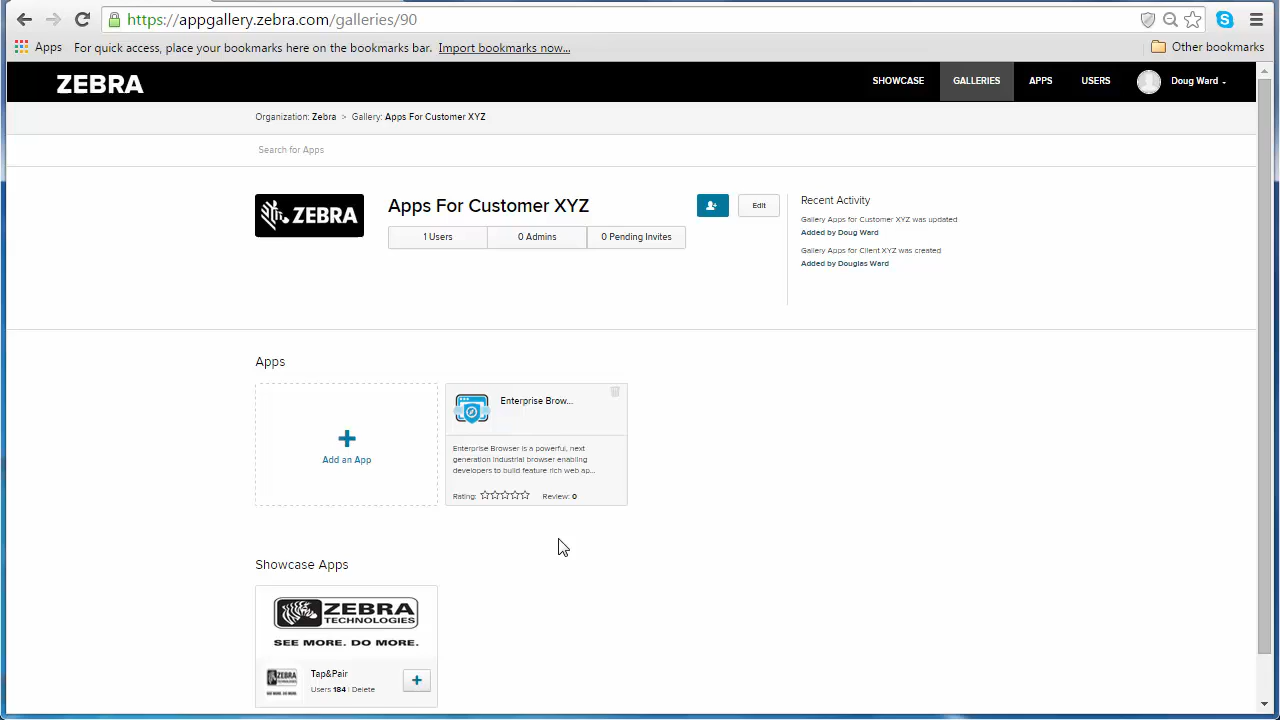 https://appgallery.zebra.com/galleries/90
Apps For quick access, place your bookmarks here on the bookmarks bar. Import bookmarks now... Other bookmarks
ZEBRA SHOWCASE GALLERIES APPS USERS Doug Ward
Organization: Zebra > Gallery: Apps For Customer XYZ
Search for Apps
ZEBRA
Apps For Customer XYZ
Edit
1 Users 0 Admins 0 Pending Invites
Recent Activity
Gallery Apps for Customer XYZ was updated
Added by Doug Ward
Gallery Apps for Client XYZ was created
Added by Douglas Ward
Apps
Add an App
Enterprise Brow...
Enterprise Browser is a powerful, next
generation industrial browser enabling
developers to build feature rich web ap...
Rating: Review: 0
Showcase Apps
ZEBRA
TECHNOLOGIES
SEE MORE. DO MORE.
Tap&Pair
Users 184 | Delete